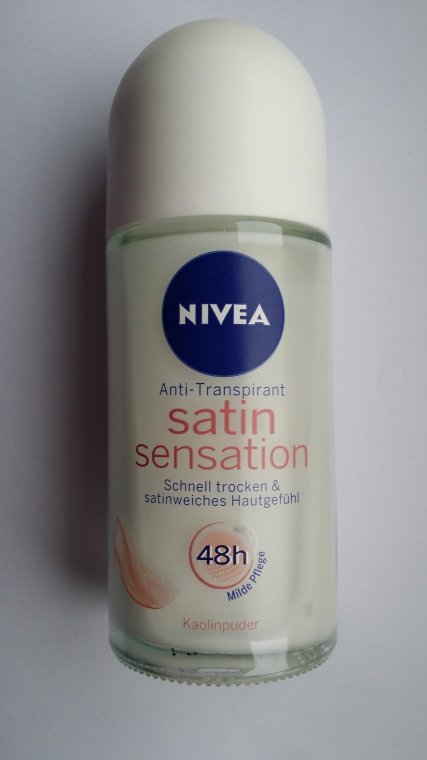 NIVEA
Anti-Transpirant
satin
sensation
Schnell trocken &
satinweiches Hautgefühl
48h
Milde Pflege
Kaolinpuder